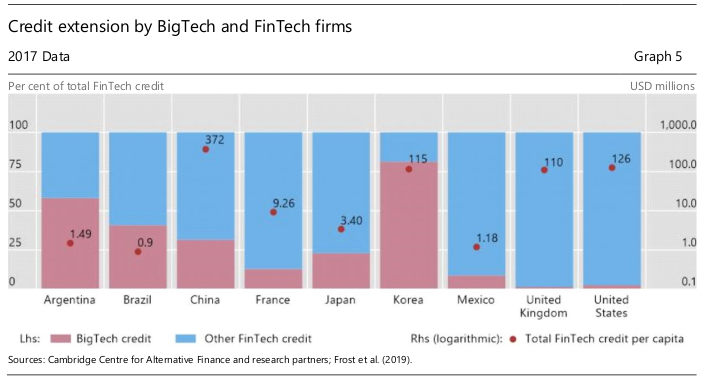 Credit extension by BigTech and FinTech firms
2017 Data Graph 5
Per cent of total FinTech credit USD millions
100 372 1,000.0
75 115 110 126 100.0
50 9.26 10.0
25 1.49 0.9 3.40 1.18 1.0
0 0.1
Argentina Brazil China France Japan Korea Mexico United Kingdom United States
Lhs: BigTech credit Other FinTech credit Rhs (logarithmic): Total FinTech credit per capita
Sources: Cambridge Centre for Alternative Finance and research partners; Frost et al. (2019).